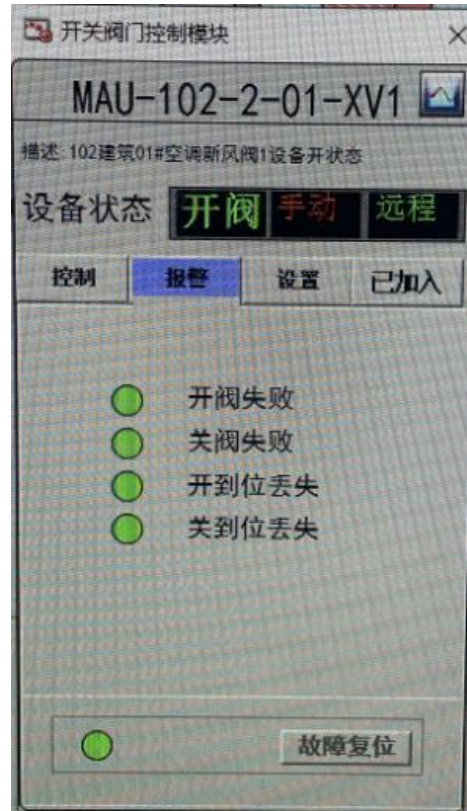 开关阀门控制模块
MAU-102-2-01-XV1
描述:102建筑01#空调新风阀1设备开状态
设备状态 开阀 手动 远程
控制 报警 设置 已加入
开阀失败
关阀失败
开到位丢失
关到位丢失
故障复位